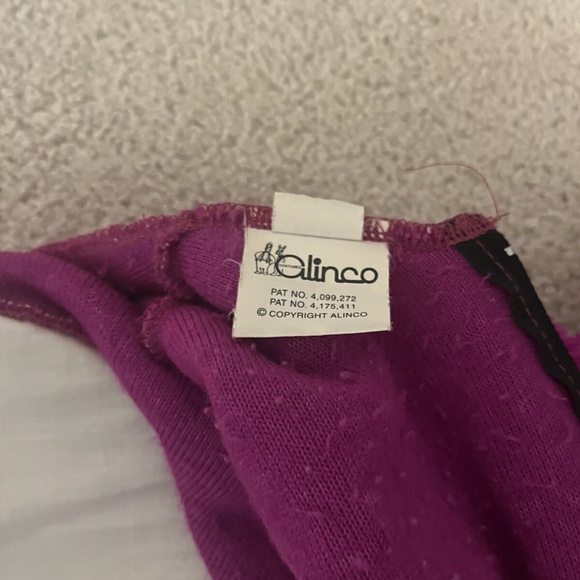 Alinco
PAT NO. 4,099,272
PAT NO. 4,175,411
© COPYRIGHT ALINCO